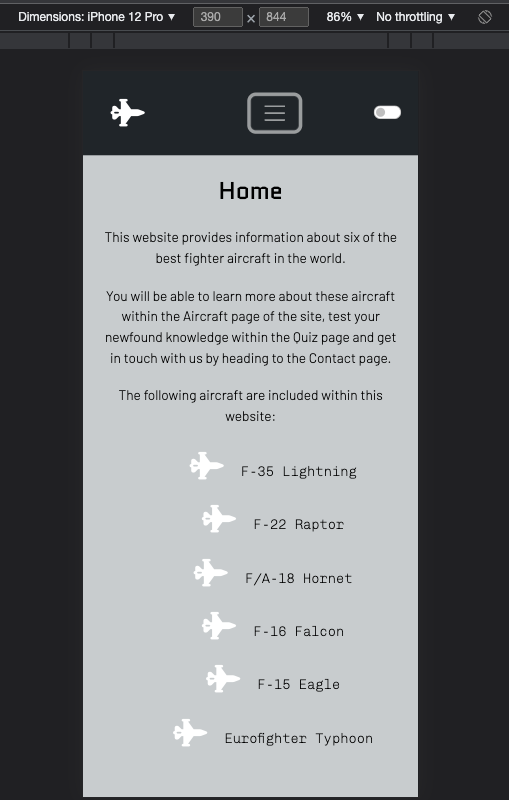 Dimensions: iPhone 12 Pro ▼ 390 × 844 86% ▼ No throttling ▼
Home
This website provides information about six of the
best fighter aircraft in the world.
You will be able to learn more about these aircraft
within the Aircraft page of the site, test your
newfound knowledge within the Quiz page and get
in touch with us by heading to the Contact page.
The following aircraft are included within this
website:
F-35 Lightning
F-22 Raptor
F/A-18 Hornet
F-16 Falcon
F-15 Eagle
Eurofighter Typhoon